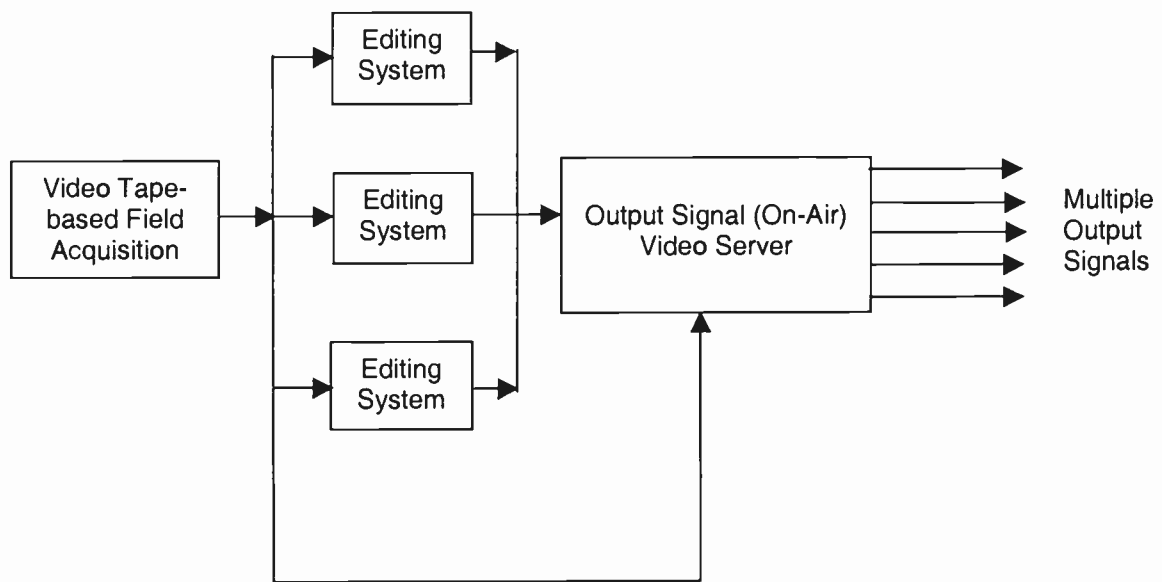 Editing
System
Video Tape-
based Field
Acquisition
Editing
System
Output Signal (On-Air)
Video Server
Multiple
Output
Signals
Editing
System